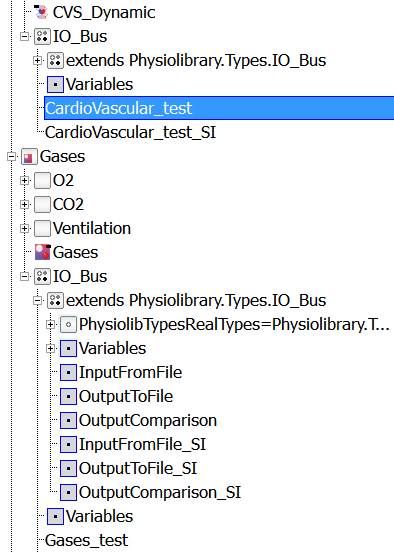 CVS_Dynamic
IO_Bus
extends Physiolibrary.Types.IO_Bus
Variables
CardioVascular_test
CardioVascular_test_SI
Gases
O2
CO2
Ventilation
Gases
IO_Bus
extends Physiolibrary.Types.IO_Bus
PhysiolibTypesRealTypes=Physiolibrary.T...
Variables
InputFromFile
OutputToFile
OutputComparison
InputFromFile_SI
OutputToFile_SI
OutputComparison_SI
Variables
Gases_test